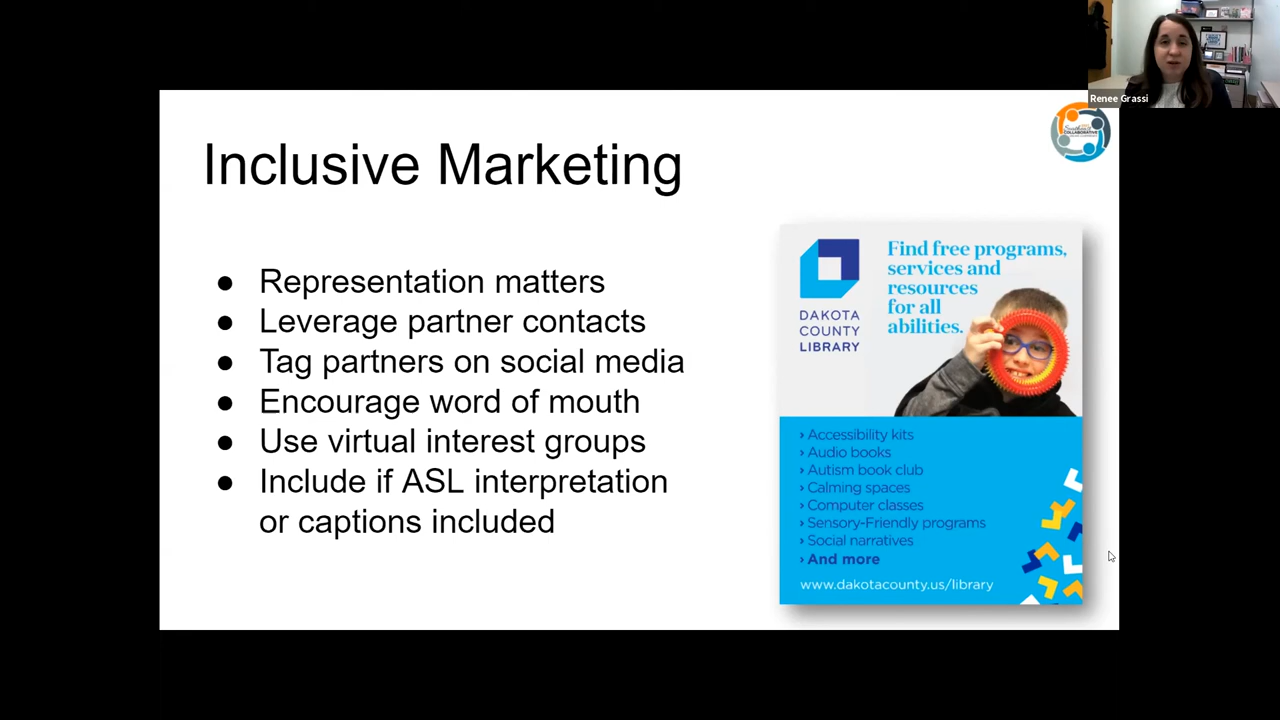 Renee Grassi
Inclusive Marketing
● Representation matters
● Leverage partner contacts
● Tag partners on social media
● Encourage word of mouth
● Use virtual interest groups
● Include if ASL interpretation
or captions included
DAKOTA
COUNTY
LIBRARY
Find free programs,
services and
resources
for all
abilities.
› Accessibility kits
› Audio books
› Autism book club
› Calming spaces
› Computer classes
› Sensory-Friendly programs
› Social narratives
› And more
www.dakotacounty.us/library